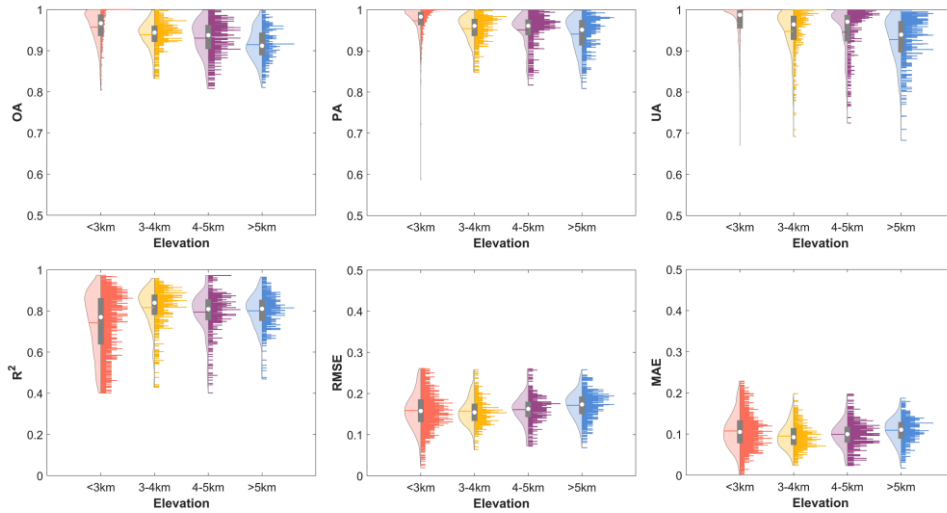 1
0.9
0.8
0.7
0.6
0.5
OA
<3km
3-4km
4-5km
>5km
Elevation
1
0.9
0.8
0.7
0.6
0.5
PA
<3km
3-4km
4-5km
>5km
Elevation
1
0.9
0.8
0.7
0.6
0.5
UA
<3km
3-4km
4-5km
>5km
Elevation
1
0.8
0.6
0.4
0.2
0
R²
<3km
3-4km
4-5km
>5km
Elevation
0.5
0.4
0.3
0.2
0.1
0
RMSE
<3km
3-4km
4-5km
>5km
Elevation
0.5
0.4
0.3
0.2
0.1
0
MAE
<3km
3-4km
4-5km
>5km
Elevation